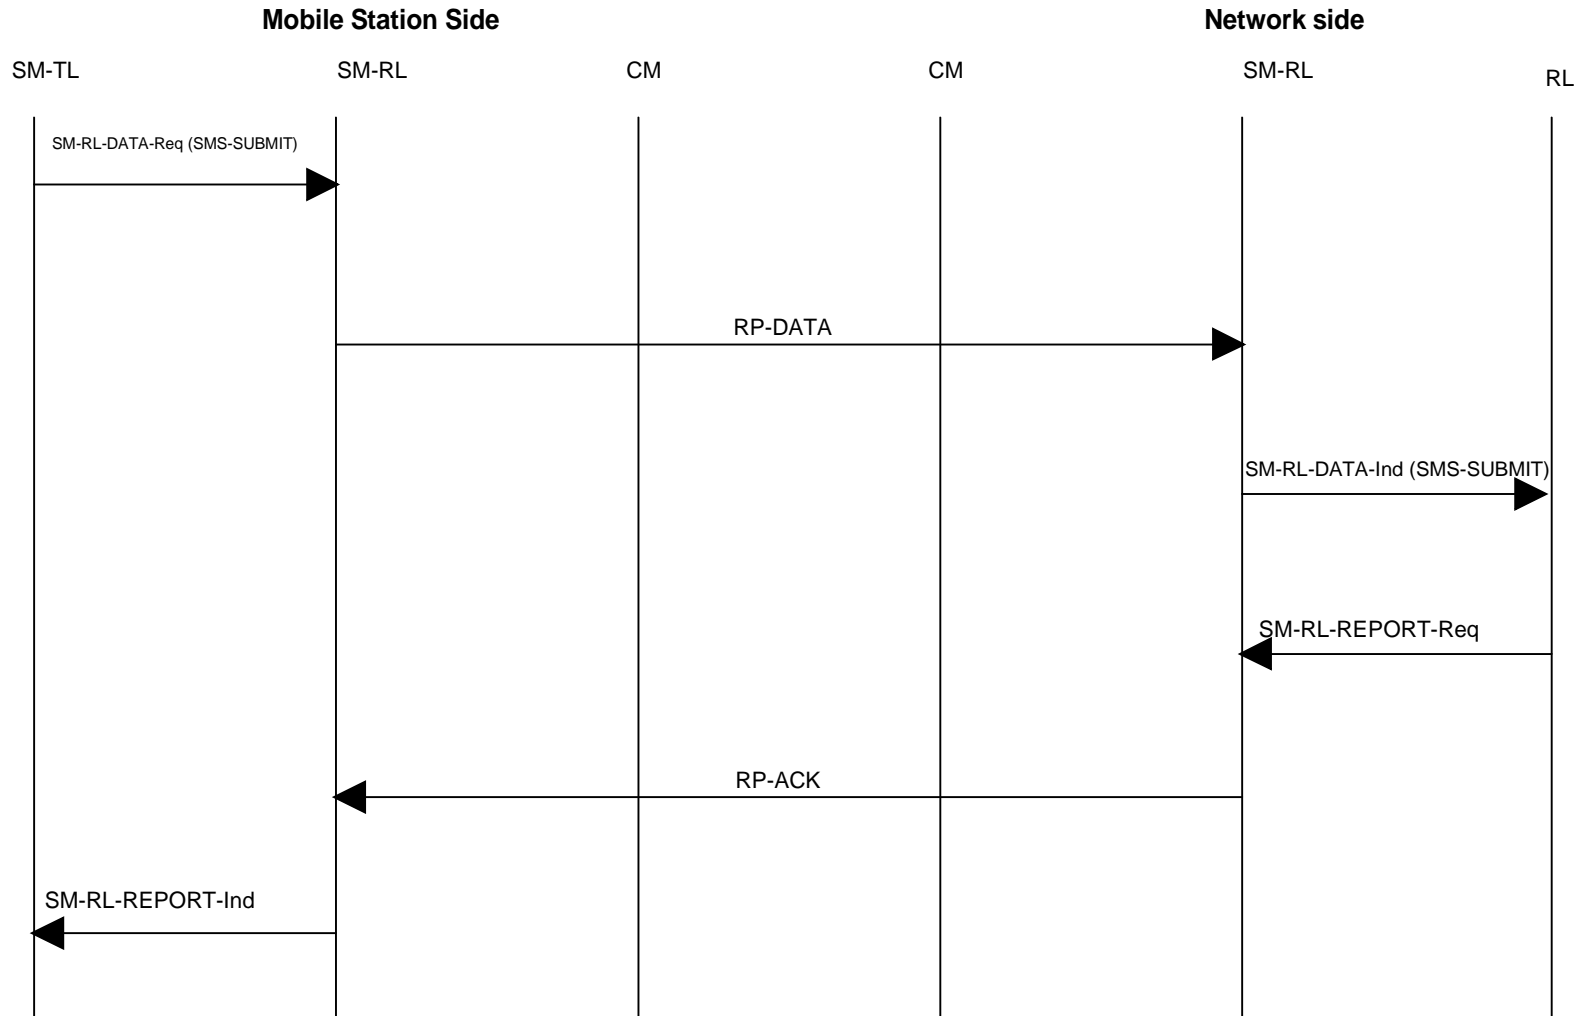 Mobile Station Side
Network side
SM-TL
SM-RL
CM
CM
SM-RL
RL
SM-RL-DATA-Req (SMS-SUBMIT)
RP-DATA
SM-RL-DATA-Ind (SMS-SUBMIT)
SM-RL-REPORT-Req
RP-ACK
SM-RL-REPORT-Ind